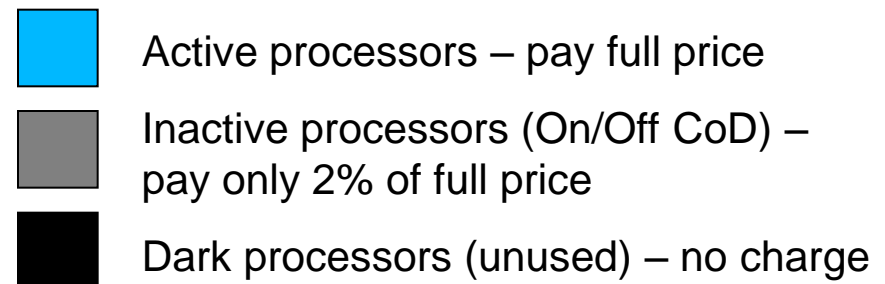 Active processors – pay full price
Inactive processors (On/Off CoD) –
pay only 2% of full price
Dark processors (unused) – no charge